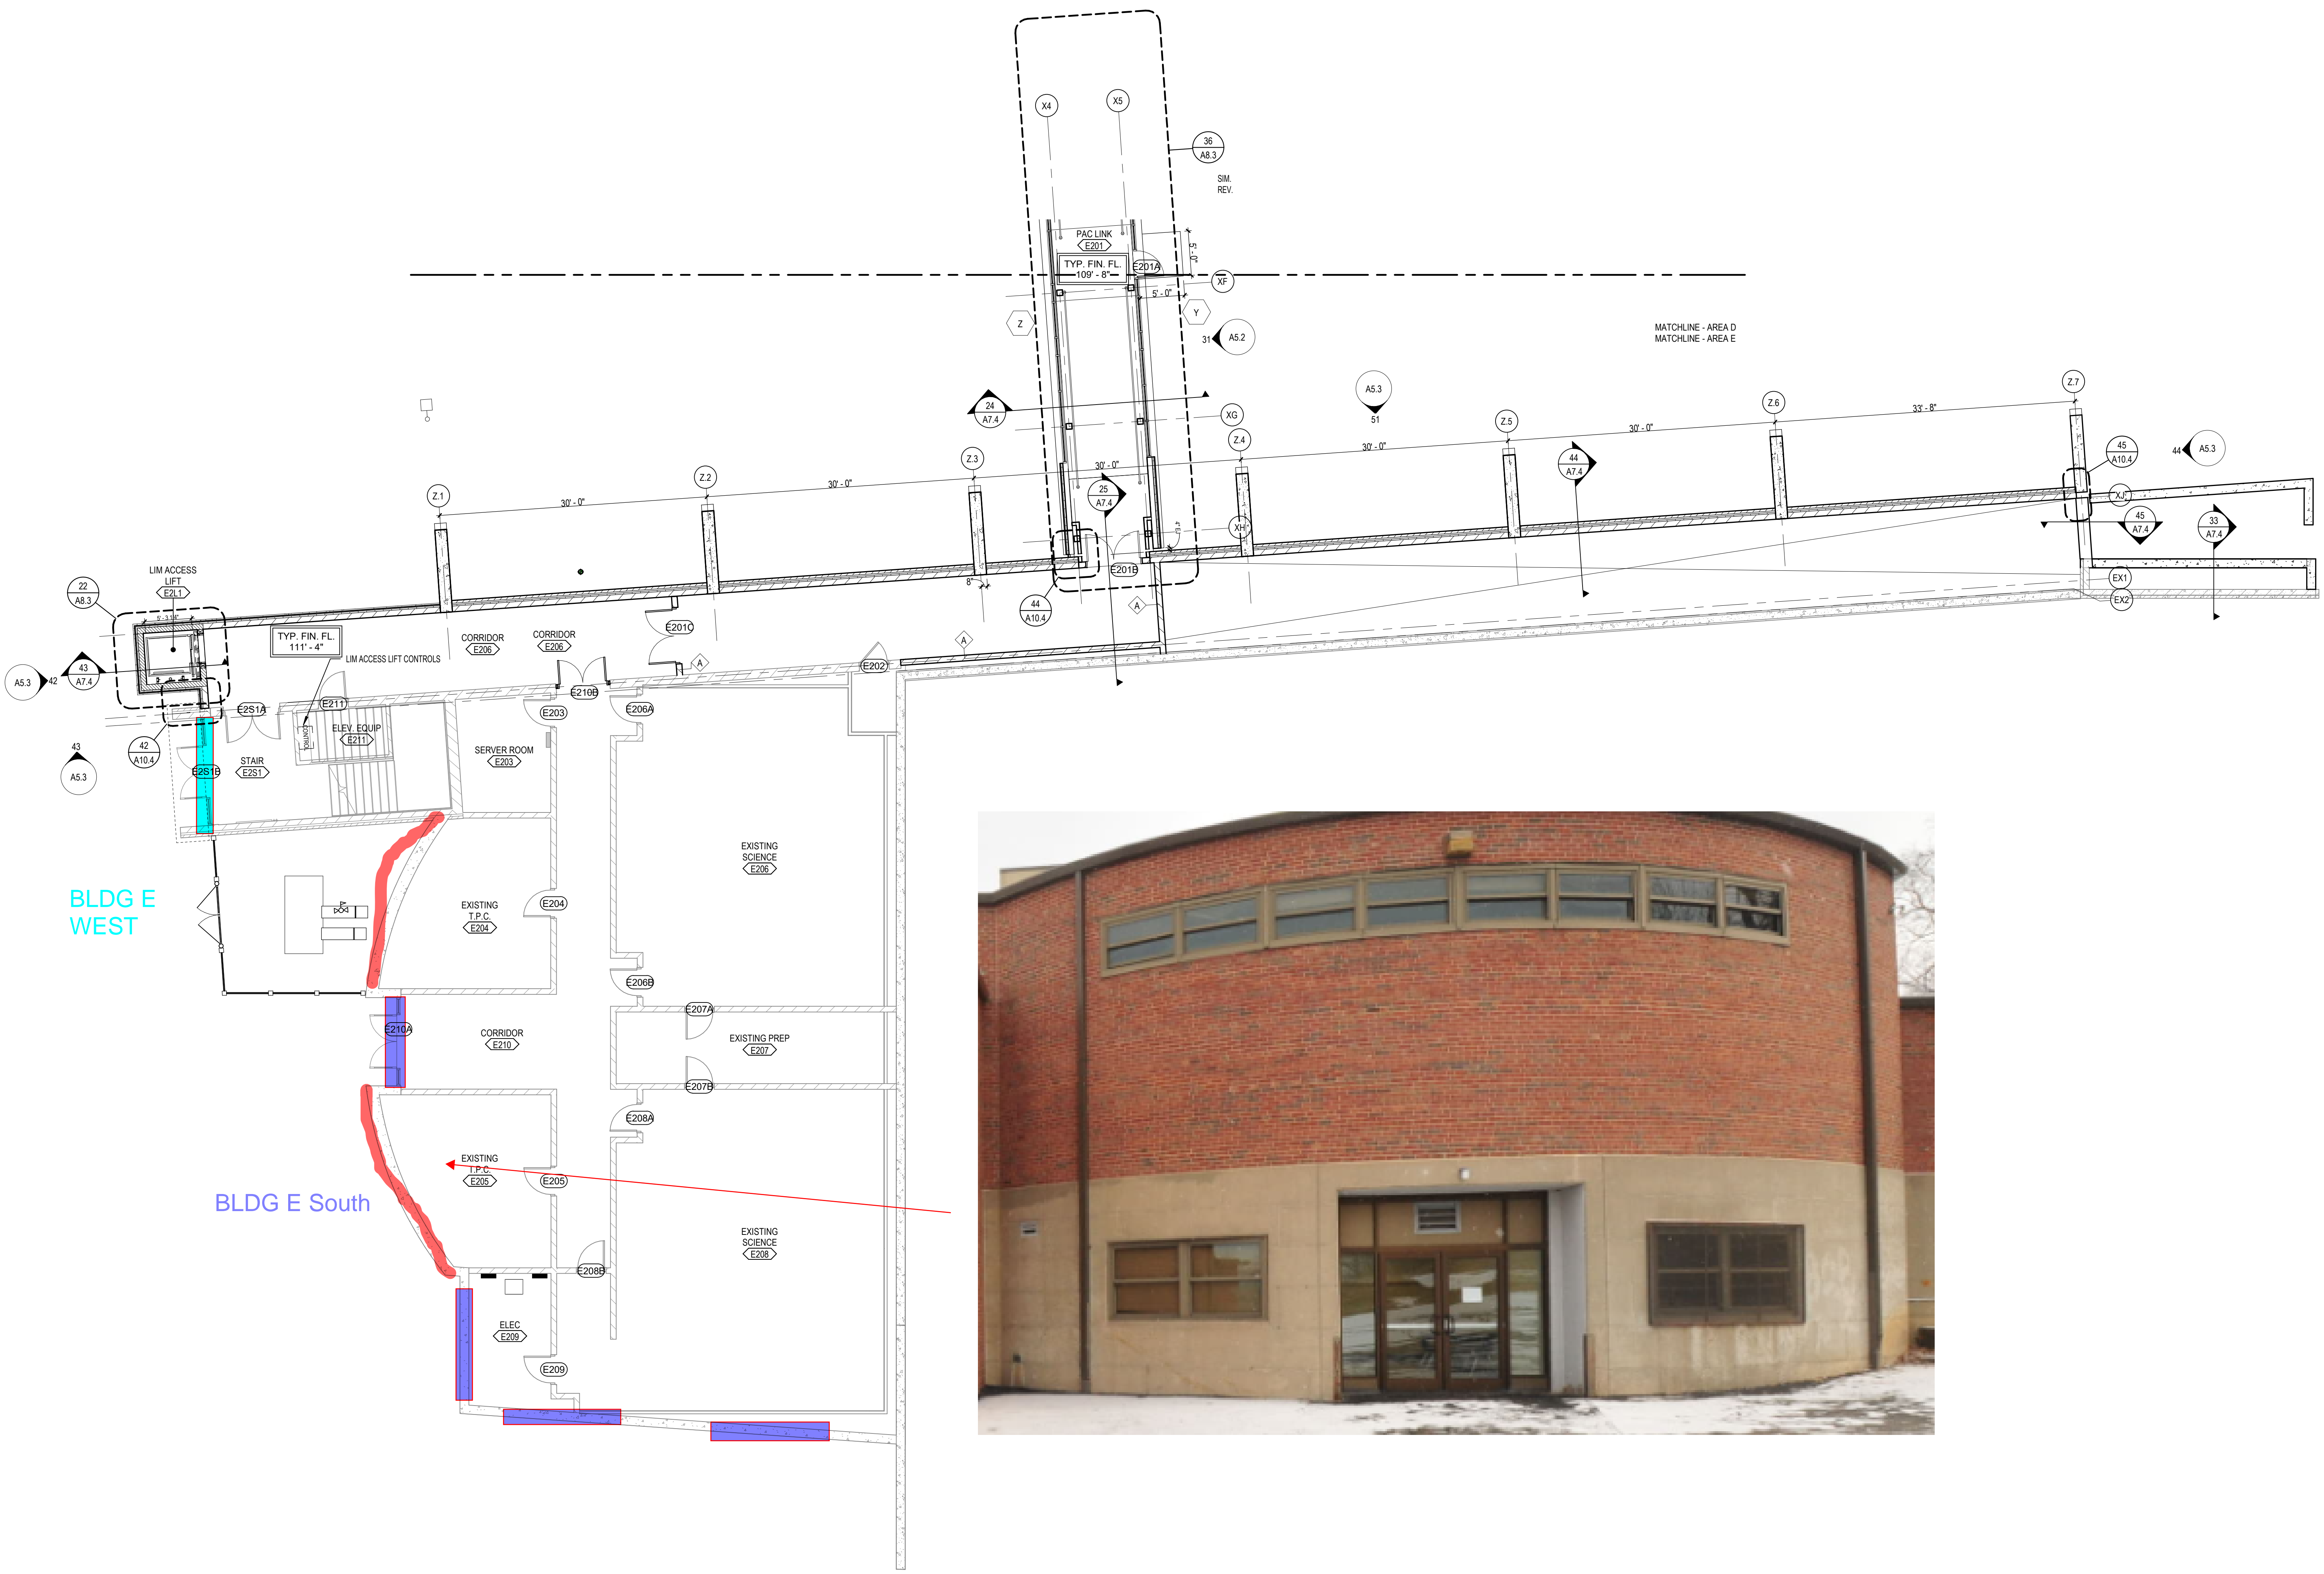 X4
X5
36
A8.3
SIM.
REV.
PAC LINK
E201
TYP. FIN. FL.
109' - 8"
E201A
5' - 0"
5' - 0"
XF
Z
Y
31
A5.2
MATCHLINE - AREA D
MATCHLINE - AREA E
24
A7.4
XG
A5.3
51
Z.7
33' - 8"
Z.6
30' - 0"
Z.5
30' - 0"
Z.4
30' - 0"
Z.3
30' - 0"
Z.2
30' - 0"
Z.1
44
A7.4
45
A10.4
44
A5.3
25
A7.4
XH
XJ
45
A7.4
33
A7.4
8"
E201B
EX1
EX2
44
A10.4
A
A
A
LIM ACCESS
LIFT
E2L1
22
A8.3
5' - 3 1/4"
TYP. FIN. FL.
111' - 4"
LIM ACCESS LIFT CONTROLS
CORRIDOR
E206
CORRIDOR
E206
E201C
E202
A5.3
42
43
A7.4
E210B
E2S1A
E211
E203
E206A
ELEV. EQUIP
E211
CONTROL
42
A10.4
43
A5.3
STAIR
E2S1
E2S1B
SERVER ROOM
E203
EXISTING
SCIENCE
E206
BLDG E
WEST
EXISTING
T.P.C.
E204
E204
E206B
E207A
E210A
CORRIDOR
E210
EXISTING PREP
E207
E207B
E208A
EXISTING
T.P.C.
E205
E205
BLDG E South
EXISTING
SCIENCE
E208
E208B
ELEC
E209
E209